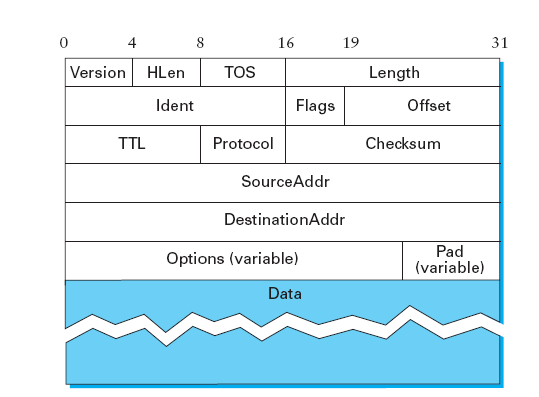 0 4 8 16 19 31
Version HLen TOS Length
Ident Flags Offset
TTL Protocol Checksum
SourceAddr
DestinationAddr
Options (variable) Pad
(variable)
Data